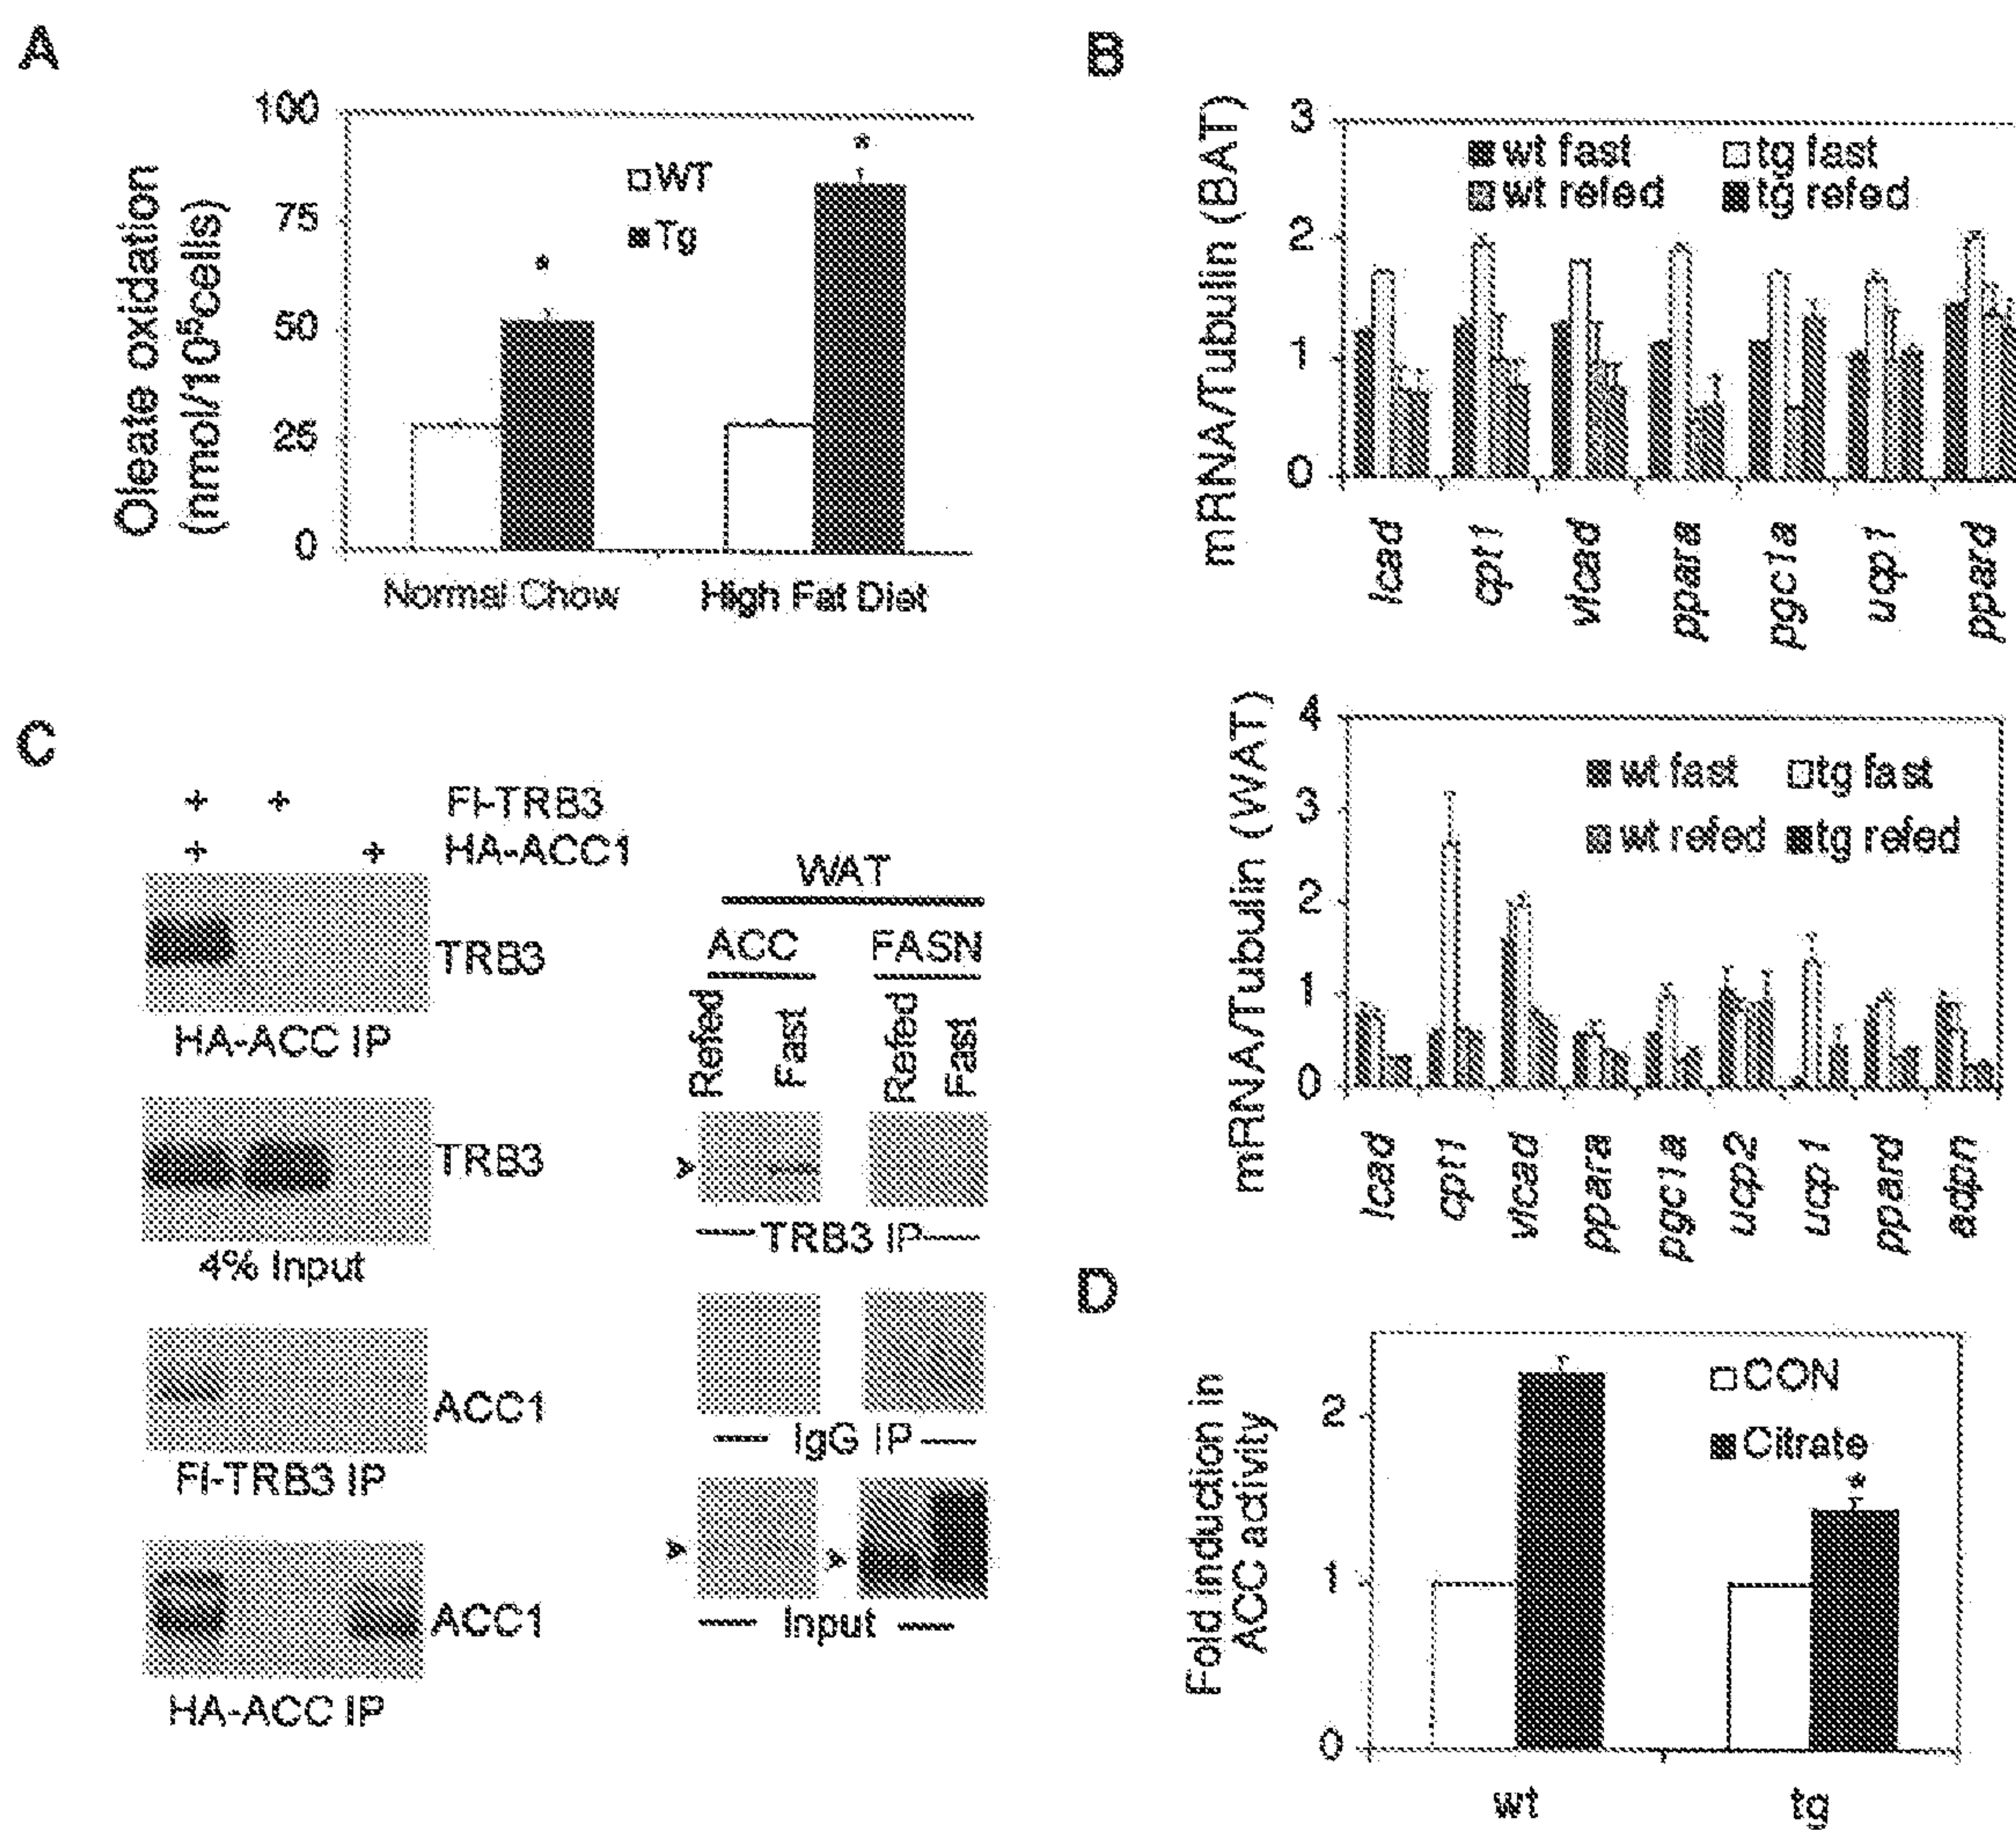 A
100
75
50
25
0
Oleate oxidation
(nmol/10⁵cells)
WT
Tg
*
*
Normal Chow
High Fat Diet
B
3
2
1
0
mRNA/Tubulin (BAT)
wt fast
tg fast
wt refed
tg refed
lcad
cpt1
vlcad
ppara
pgc1a
ucp1
ppard
4
3
2
1
0
mRNA/Tubulin (WAT)
wt fast
tg fast
wt refed
tg refed
lcad
cpt1
vlcad
ppara
pgc1a
ucp2
ucp1
ppard
adpn
C
+ + Fl-TRB3
+ + HA-ACC1
TRB3
HA-ACC IP
TRB3
4% Input
ACC1
Fl-TRB3 IP
ACC1
HA-ACC IP
WAT
ACC FASN
Refed Fast Refed Fast
TRB3 IP
IgG IP
Input
D
2
1
0
Fold induction in
ACC activity
CON
Citrate
*
wt
tg